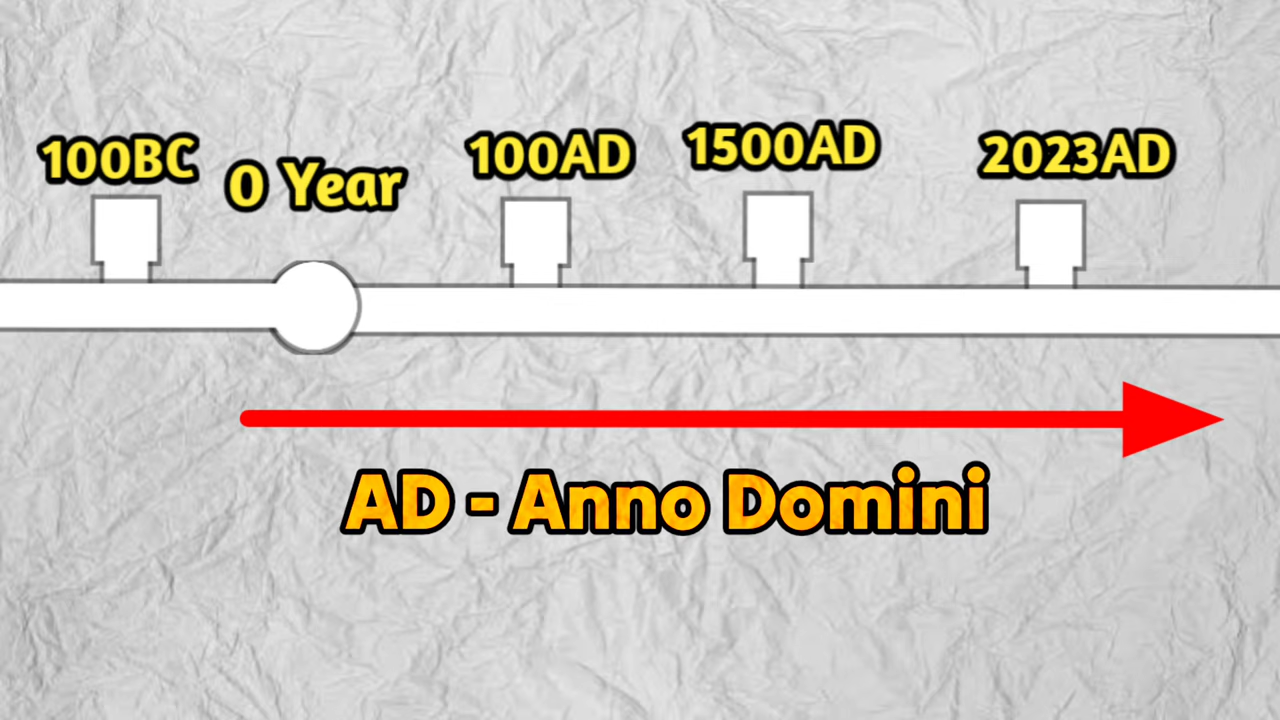 100BC
0 Year
100AD
1500AD
2023AD
AD - Anno Domini